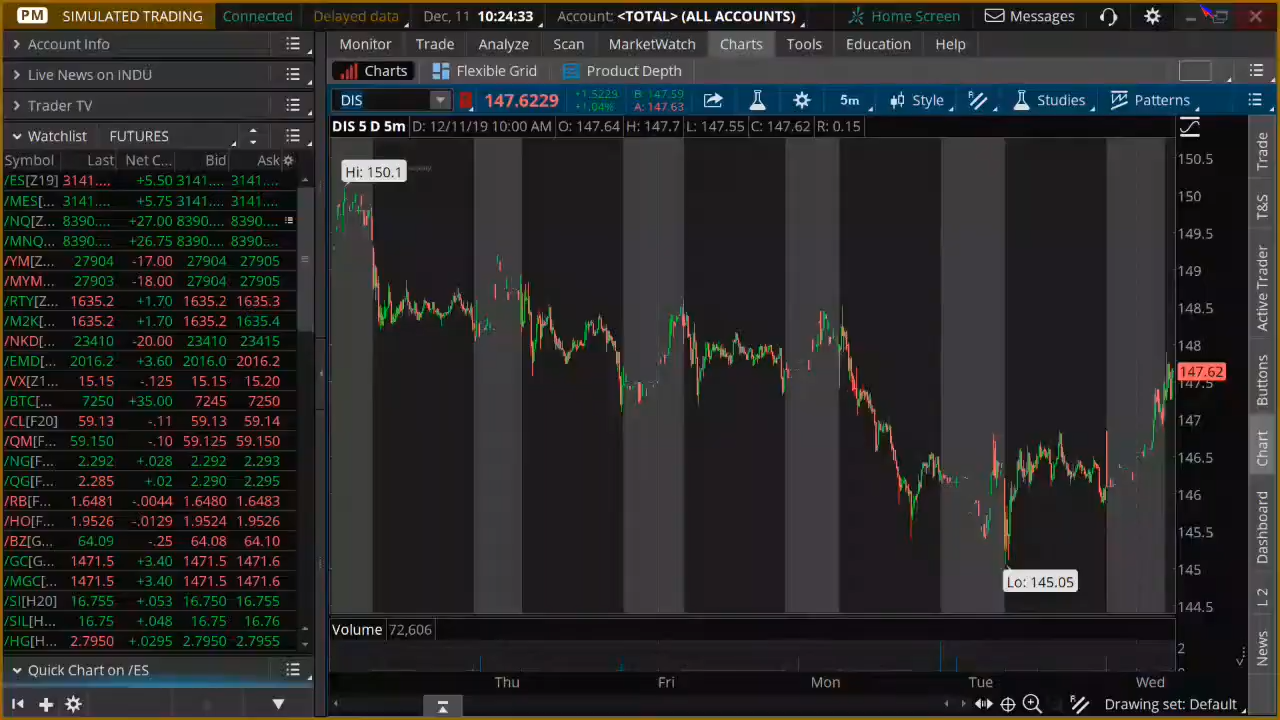 PM SIMULATED TRADING Connected Delayed data Dec, 11 10:24:33 Account: <TOTAL> (ALL ACCOUNTS) Home Screen Messages
Account Info
Live News on INDU
Trader TV
Watchlist FUTURES
Symbol Last Net C... Bid Ask
/ES[Z19] 3141.... +5.50 3141.... 3141....
/MES[... 3141.... +5.75 3141.... 3141....
/NQ[Z... 8390.... +27.00 8390.... 8390....
/MNQ... 8390.... +26.75 8390.... 8390....
/YM[Z... 27904 -17.00 27904 27905
/MYM... 27903 -18.00 27904 27905
/RTY[Z... 1635.2 +1.70 1635.2 1635.3
/M2K[... 1635.2 +1.70 1635.2 1635.4
/NKD[... 23410 -20.00 23410 23415
/EMD[... 2016.2 +3.60 2016.0 2016.2
/VX[Z1... 15.15 -.125 15.15 15.20
/BTC[... 7250 +35.00 7245 7250
/CL[F20] 59.13 -.11 59.13 59.14
/QM[F... 59.150 -.10 59.125 59.150
/NG[F... 2.292 +.028 2.292 2.293
/QG[F... 2.285 +.02 2.290 2.295
/RB[F... 1.6481 -.0044 1.6480 1.6483
/HO[F... 1.9526 -.0129 1.9524 1.9526
/BZ[G... 64.09 -.25 64.08 64.10
/GC[G... 1471.5 +3.40 1471.5 1471.6
/MGC[... 1471.5 +3.40 1471.5 1471.6
/SI[H20] 16.755 +.053 16.750 16.755
/SIL[H... 16.75 +.048 16.75 16.76
/HG[H... 2.7950 +.0295 2.7950 2.7955
Quick Chart on /ES
Monitor Trade Analyze Scan MarketWatch Charts Tools Education Help
Charts Flexible Grid Product Depth
DIS 147.6229 +1.5229 B: 147.59 5m Style Studies Patterns
+1.04% A: 147.63
DIS 5 D 5m D: 12/11/19 10:00 AM O: 147.64 H: 147.7 L: 147.55 C: 147.62 R: 0.15
Hi: 150.1
Lo: 145.05
150.5
150
149.5
149
148.5
148
147.62
147.5
147
146.5
146
145.5
145
144.5
Volume 72,606
2
Thu Fri Mon Tue Wed
Drawing set: Default
Trade
T&S
Active Trader
Buttons
Chart
Dashboard
L 2
News